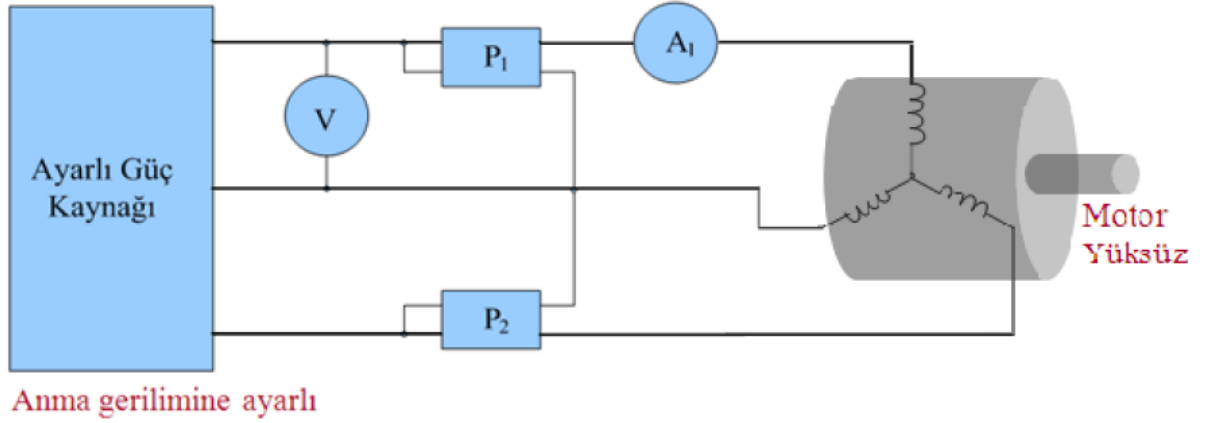 P₁
A₁
V
Ayarlı Güç
Kaynağı
Motor
Yüksüz
P₂
Anma gerilimine ayarlı